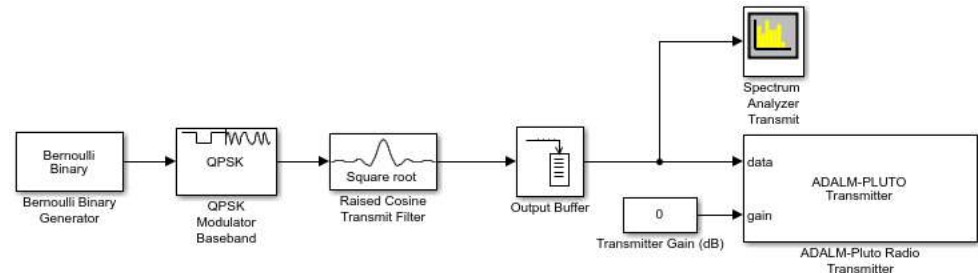 Bernoulli
Binary
Bernoulli Binary
Generator
QPSK
QPSK
Modulator
Baseband
Square root
Raised Cosine
Transmit Filter
Output Buffer
Spectrum
Analyzer
Transmit
0
Transmitter Gain (dB)
data
gain
ADALM-PLUTO
Transmitter
ADALM-Pluto Radio
Transmitter